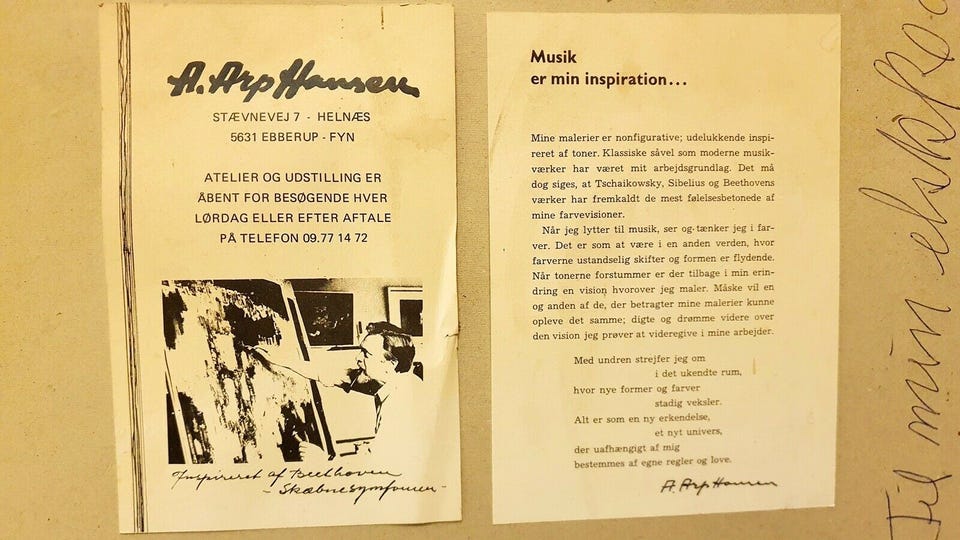 A. Arp Hansen
STÆVNEVEJ 7 - HELNÆS
5631 EBBERUP - FYN
ATELIER OG UDSTILLING ER
ÅBENT FOR BESØGENDE HVER
LØRDAG ELLER EFTER AFTALE
PÅ TELEFON 09.77 14 72
Inspireret af Beethoven
- Skæbnesymfonien -
Musik
er min inspiration...
Mine malerier er nonfigurative; udelukkende inspi-
reret af toner. Klassiske såvel som moderne musik-
værker har været mit arbejdsgrundlag. Det må
dog siges, at Tschaikowsky, Sibelius og Beethovens
værker har fremkaldt de mest følelsesbetonede af
mine farvevisioner.
Når jeg lytter til musik, ser og tænker jeg i far-
ver. Det er som at være i en anden verden, hvor
farverne ustandselig skifter og formen er flydende.
Når tonerne forstummer er der tilbage i min erin-
dring en vision hvorover jeg maler. Måske vil en
og anden af de, der betragter mine malerier kunne
opleve det samme; digte og drømme videre over
den vision jeg prøver at videregive i mine arbejder.
Med undren strejfer jeg om
i det ukendte rum,
hvor nye former og farver
stadig veksler.
Alt er som en ny erkendelse,
et nyt univers,
der uafhængigt af mig
bestemmes af egne regler og love.
A. Arp Hansen
Til min elskede